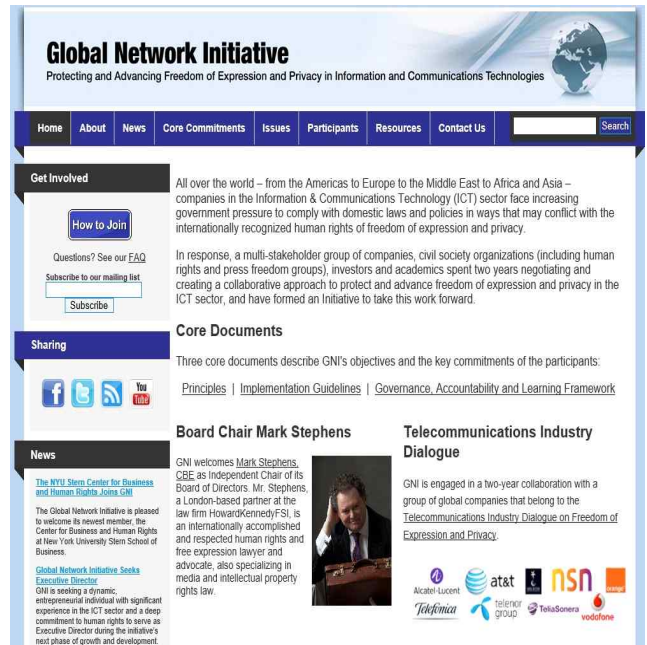 Global Network Initiative
Protecting and Advancing Freedom of Expression and Privacy in Information and Communications Technologies
Home About News Core Commitments Issues Participants Resources Contact Us Search
Get Involved
How to Join
Questions? See our FAQ
Subscribe to our mailing list
Subscribe
Sharing
You
Tube
News
The NYU Stern Center for Business
and Human Rights Joins GNI
The Global Network Initiative is pleased
to welcome its newest member, the
Center for Business and Human Rights
at New York University Stern School of
Business.
Global Network Initiative Seeks
Executive Director
GNI is seeking a dynamic,
entrepreneurial individual with significant
experience in the ICT sector and a deep
commitment to human rights to serve as
Executive Director during the initiative's
next phase of growth and development.
All over the world – from the Americas to Europe to the Middle East to Africa and Asia –
companies in the Information & Communications Technology (ICT) sector face increasing
government pressure to comply with domestic laws and policies in ways that may conflict with the
internationally recognized human rights of freedom of expression and privacy.
In response, a multi-stakeholder group of companies, civil society organizations (including human
rights and press freedom groups), investors and academics spent two years negotiating and
creating a collaborative approach to protect and advance freedom of expression and privacy in the
ICT sector, and have formed an Initiative to take this work forward.
Core Documents
Three core documents describe GNI's objectives and the key commitments of the participants:
Principles | Implementation Guidelines | Governance, Accountability and Learning Framework
Board Chair Mark Stephens
GNI welcomes Mark Stephens,
CBE as Independent Chair of its
Board of Directors. Mr. Stephens,
a London-based partner at the
law firm HowardKennedyFSI, is
an internationally accomplished
and respected human rights and
free expression lawyer and
advocate, also specializing in
media and intellectual property
rights law.
Telecommunications Industry
Dialogue
GNI is engaged in a two-year collaboration with a
group of global companies that belong to the
Telecommunications Industry Dialogue on Freedom of
Expression and Privacy.
Alcatel-Lucent at&t nsn orange
Telefonica telenor group TeliaSonera vodafone